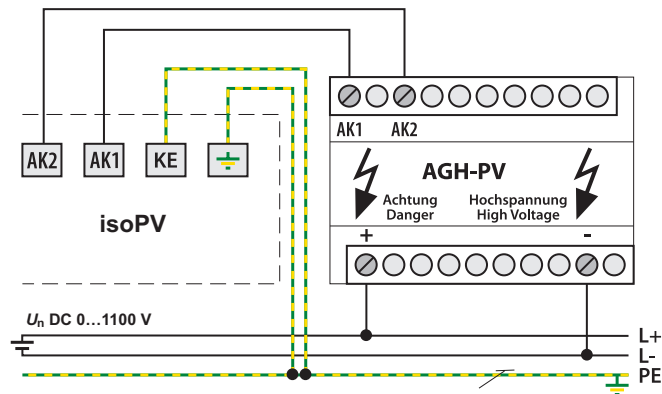 AK1 AK2
AK2 AK1 KE
AGH-PV
Achtung Hochspannung
Danger High Voltage
isoPV
+ -
Un DC 0...1100 V
L+
L-
PE